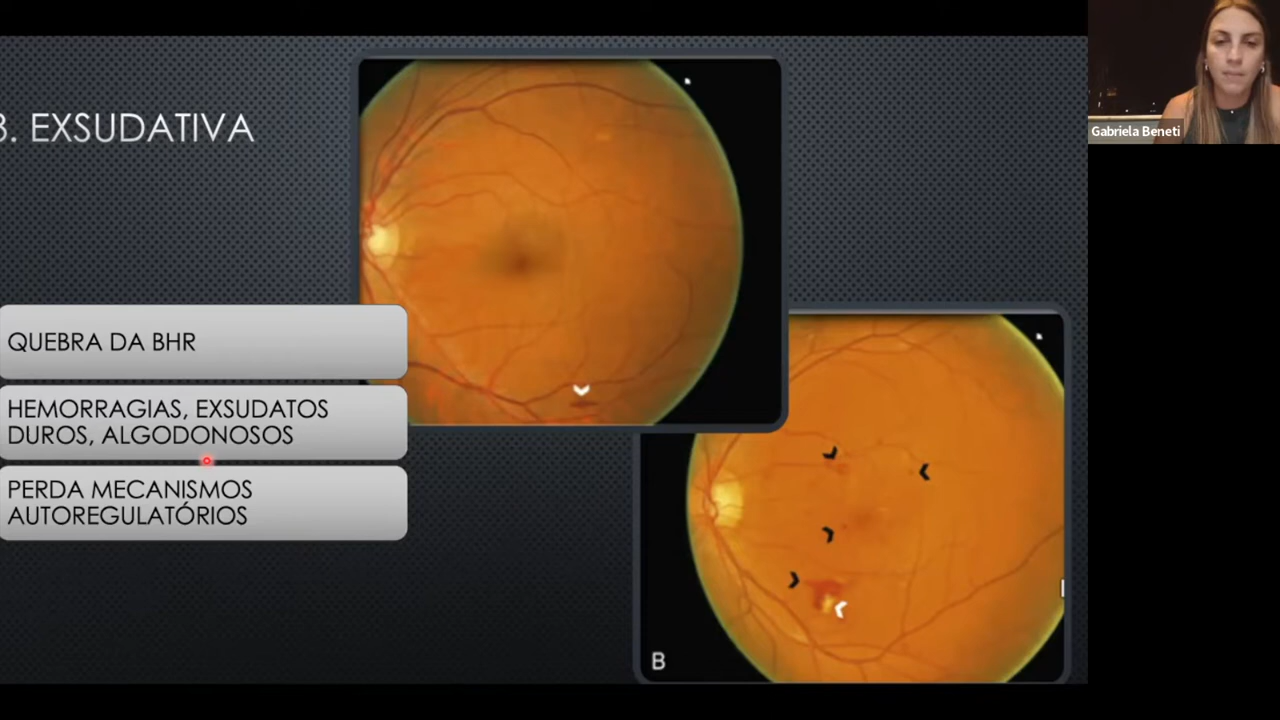 3. EXSUDATIVA
QUEBRA DA BHR
HEMORRAGIAS, EXSUDATOS
DUROS, ALGODONOSOS
PERDA MECANISMOS
AUTOREGULATÓRIOS
B
Gabriela Beneti